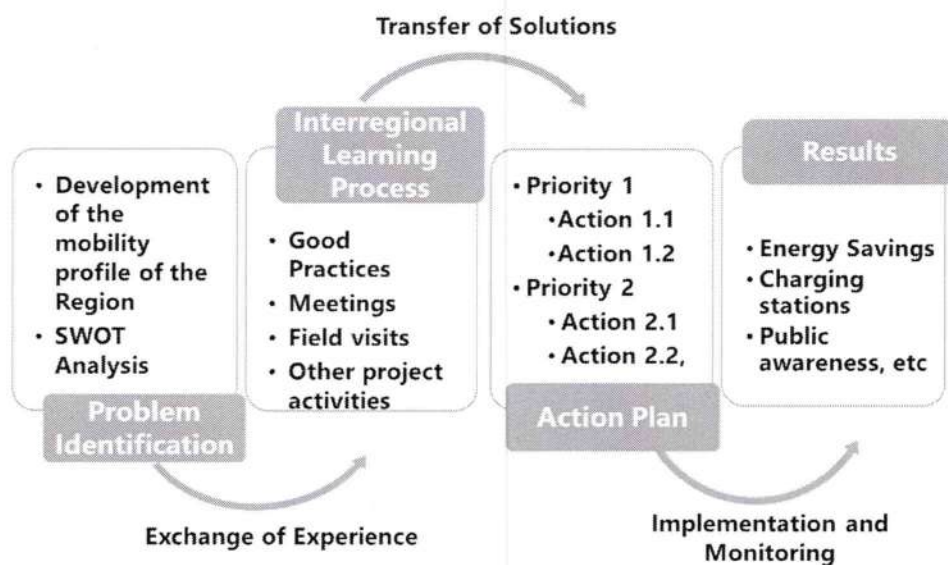 Transfer of Solutions
Interregional
Learning
Process
Results
• Development
of the
mobility
profile of the
Region
• SWOT
Analysis
• Good
Practices
• Meetings
• Field visits
• Other project
activities
• Priority 1
• Action 1.1
• Action 1.2
• Priority 2
• Action 2.1
• Action 2.2,
• Energy Savings
• Charging
stations
• Public
awareness, etc
Problem
Identification
Action Plan
Exchange of Experience
Implementation and
Monitoring